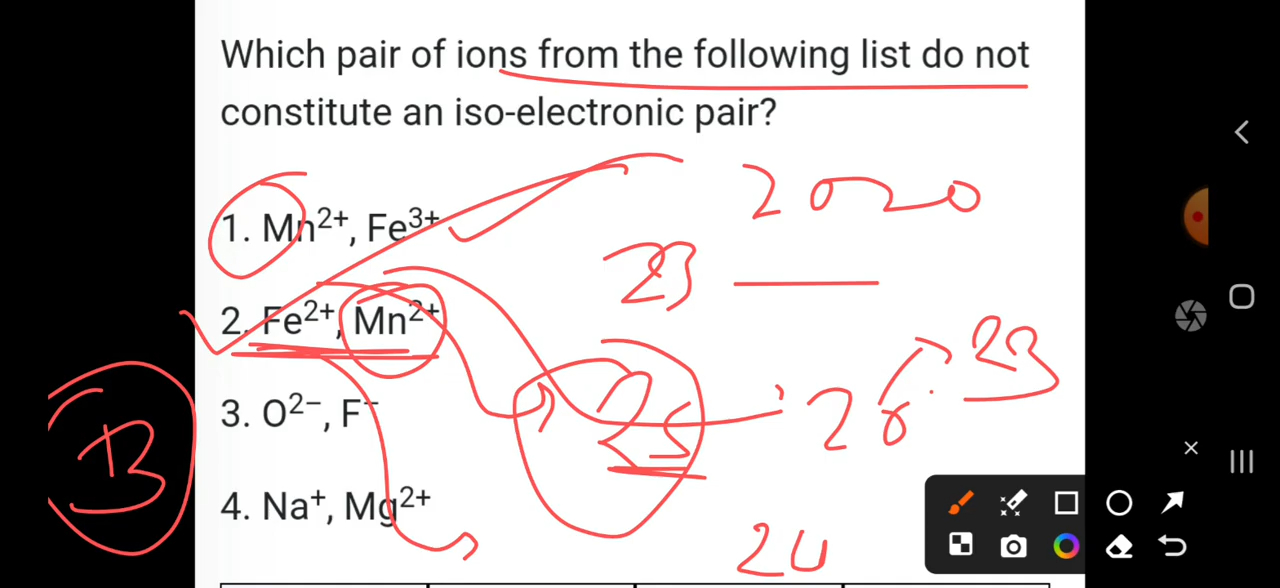 Which pair of ions from the following list do not
constitute an iso-electronic pair?
2020
1. Mn²⁺, Fe³⁺
23
2. Fe²⁺, Mn²⁺
23
3. O²⁻, F⁻
25
26
B
4. Na⁺, Mg²⁺
24